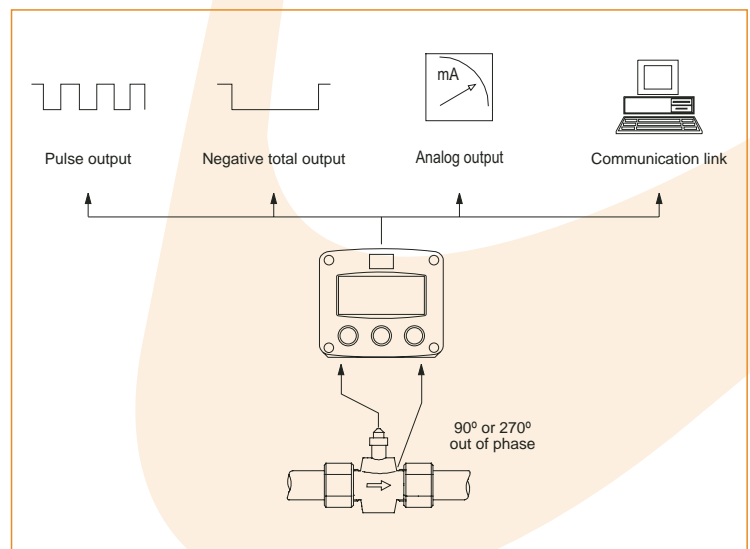 mA
Pulse output
Negative total output
Analog output
Communication link
90º or 270º
out of phase